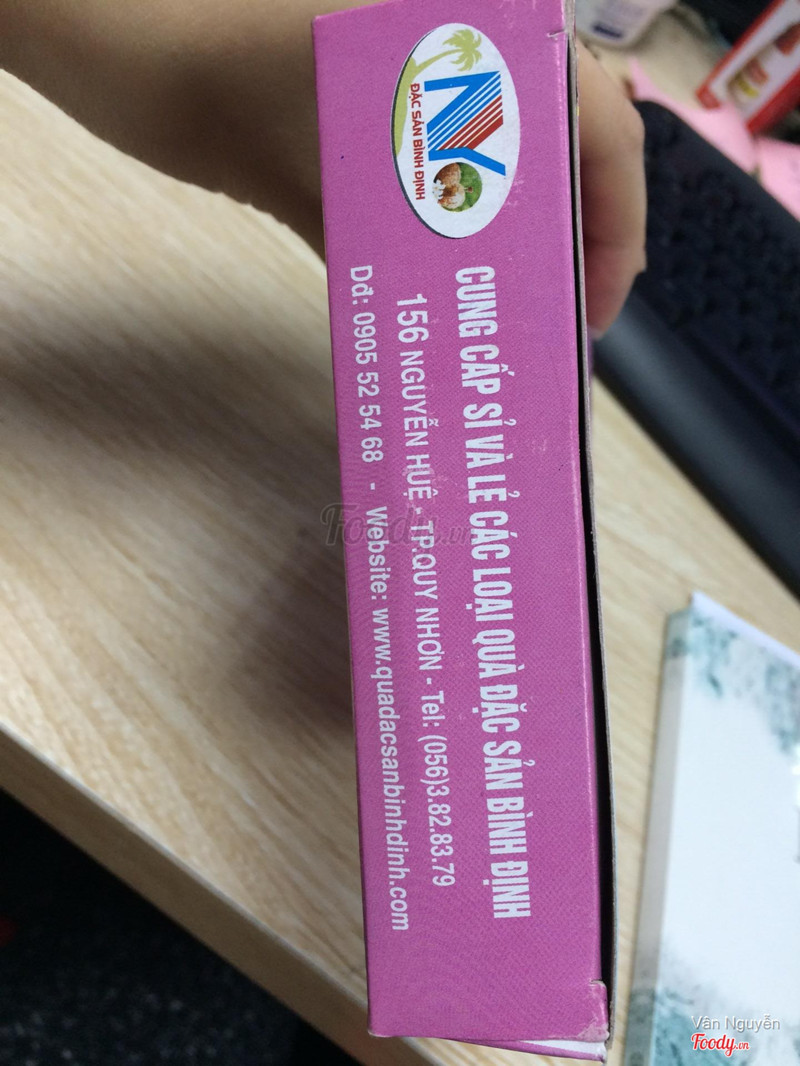 NY
ĐẶC SẢN BÌNH ĐỊNH
CUNG CẤP SỈ VÀ LẺ CÁC LOẠI QUÀ ĐẶC SẢN BÌNH ĐỊNH
156 NGUYỄN HUỆ - TP.QUY NHƠN - Tel: (056)3.82.83.79
Dđ: 0905 52 54 68 - Website: www.quadacsanbinhdinh.com
Foody.vn
Vân Nguyễn
Foody.vn